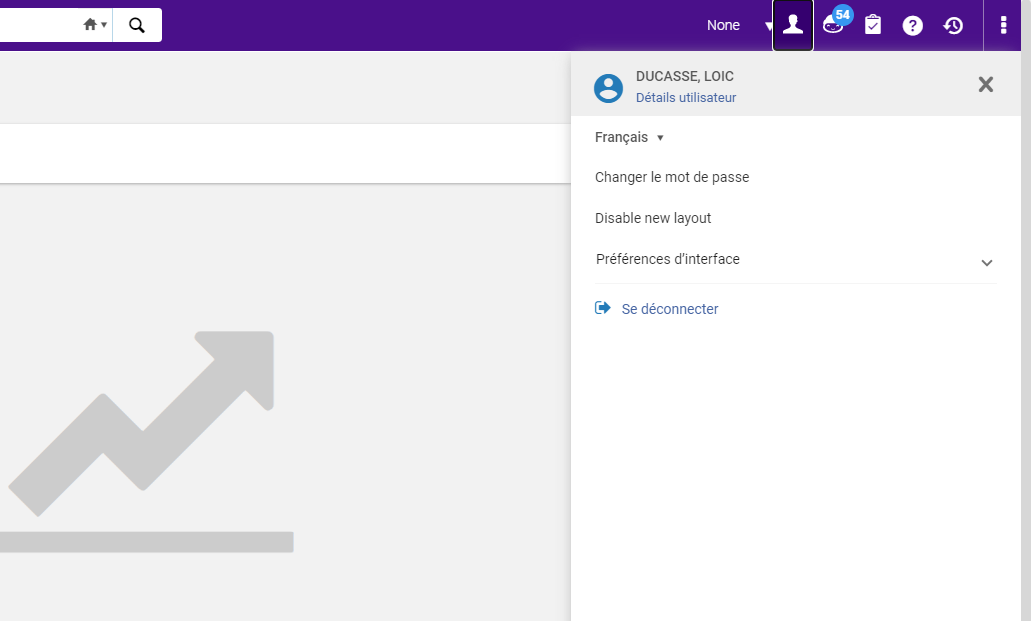 None
54
?
DUCASSE, LOIC
Détails utilisateur
Français
Changer le mot de passe
Disable new layout
Préférences d’interface
Se déconnecter